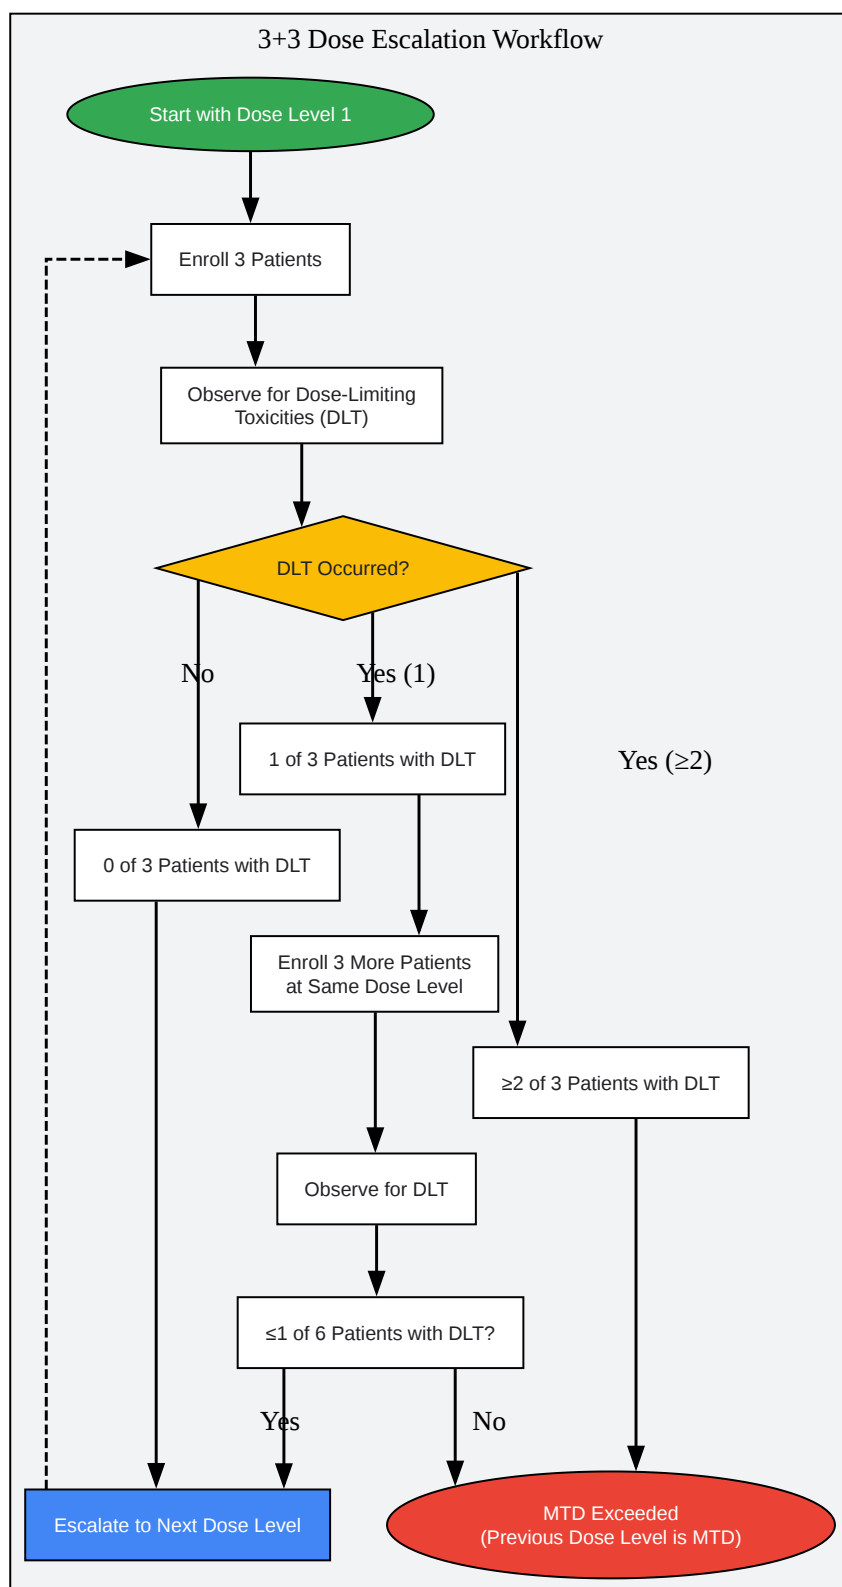 3+3 Dose Escalation Workflow
Start with Dose Level 1
Enroll 3 Patients
Observe for Dose-Limiting
Toxicities (DLT)
DLT Occurred?
No
Yes (1)
1 of 3 Patients with DLT
Yes (≥2)
0 of 3 Patients with DLT
Enroll 3 More Patients
at Same Dose Level
≥2 of 3 Patients with DLT
Observe for DLT
≤1 of 6 Patients with DLT?
Yes
No
Escalate to Next Dose Level
MTD Exceeded
(Previous Dose Level is MTD)